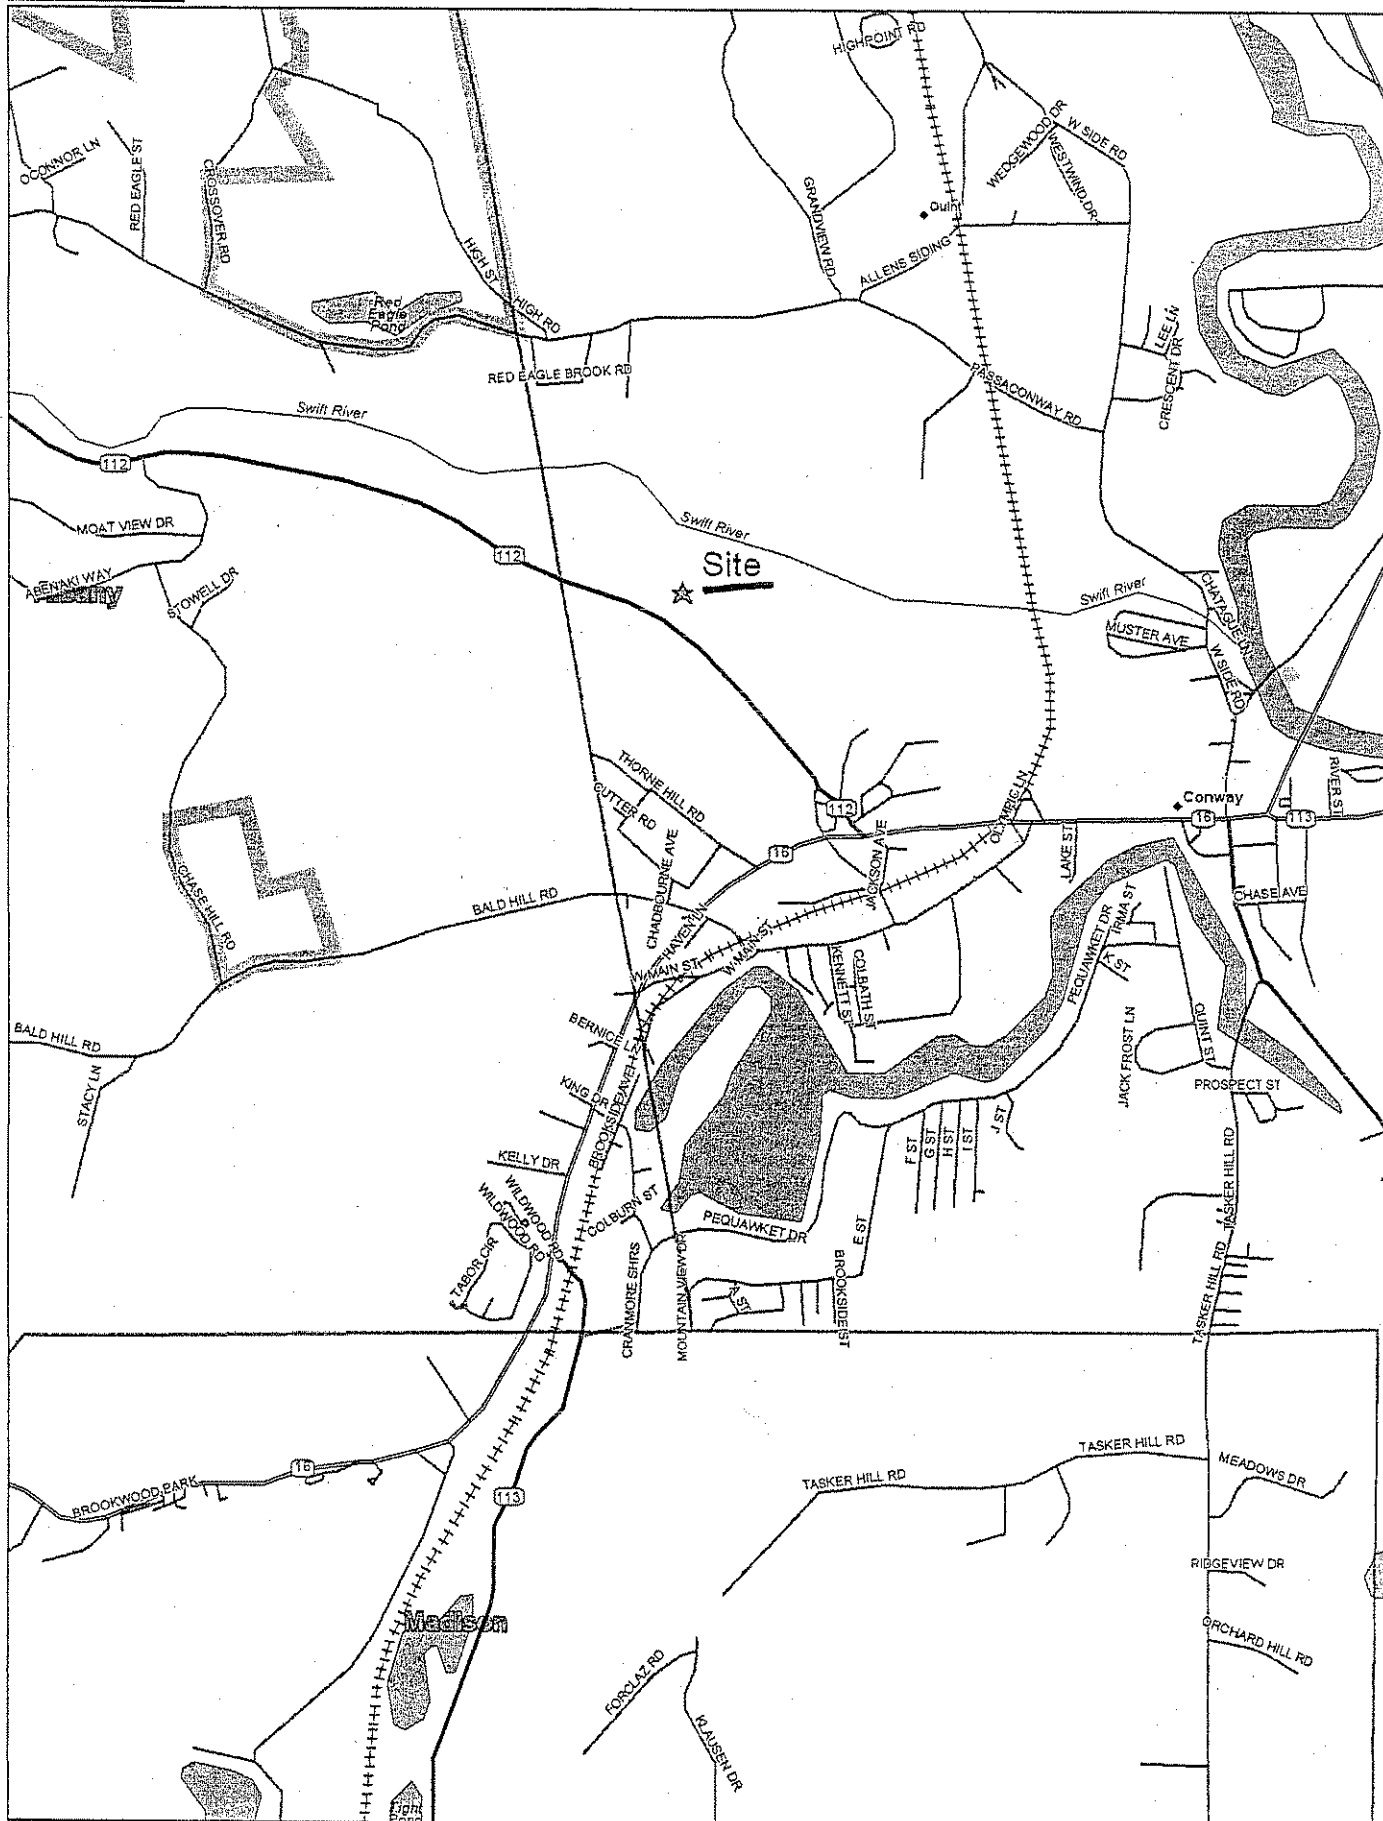 HIGHPOINT RD
WEDGEWOOD DR
W SIDE RD
WESTWIND DR
OCONNOR LN
RED EAGLE ST
CROSSOVER RD
GRANDVIEW RD
Quint
HIGH ST
ALLENS SIDING
Red
Eagle
Pond
HIGH RD
LEE LN
CRESCENT DR
RED EAGLE BROOK RD
PASSACONWAY RD
Swift River
112
MOAT VIEW DR
Swift River
112
Site
ABENAKI WAY
Albany
STOWELL DR
Swift River
CHATAGUE LN
MUSTER AVE
W SIDE RD
THORNE HILL RD
CUTTER RD
OLYMPIC LN
RIVER ST
Conway
112
16
113
16
CHADBOURNE AVE
JACKSON AVE
LAKE ST
CHASE HILL RD
BALD HILL RD
CHASE AVE
HAVEN LN
W MAIN ST
W MAIN ST
PEQUAWKET DR
IRMA ST
K ST
KENNETT ST
COLBATH ST
BALD HILL RD
BERNICE LN
JACK FROST LN
QUINT ST
STACY LN
KING DR
BROOKSIDE AVE
PROSPECT ST
F ST
G ST
H ST
I ST
J ST
KELLY DR
TASKER HILL RD
WILDWOOD RD
WILDWOOD RD
COLBURN ST
PEQUAWKET DR
E ST
TABOR CIR
CRANMORE SHRS
MOUNTAIN VIEW DR
A ST
BROOKSIDE ST
TASKER HILL RD
TASKER HILL RD
TASKER HILL RD
MEADOWS DR
16
BROOKWOOD PARK
113
RIDGEVIEW DR
Madison
ORCHARD HILL RD
FORCLAZ RD
KLAUSEN DR